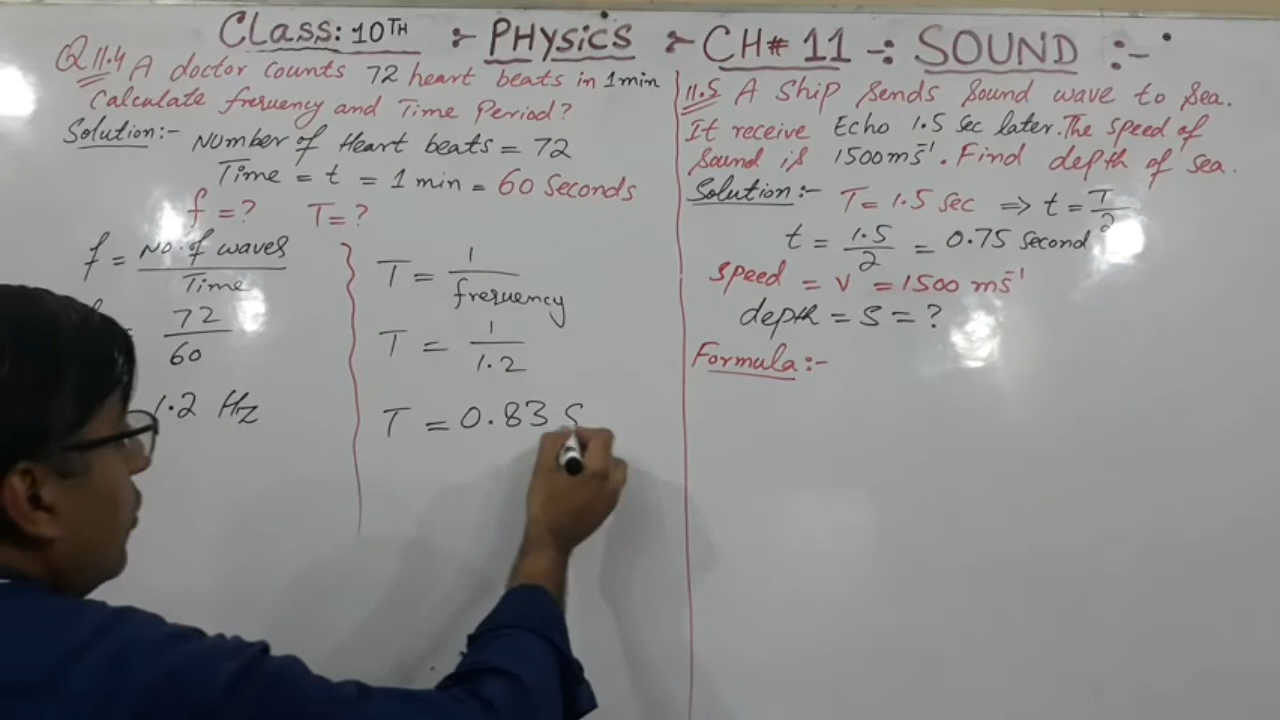 Class: 10TH :- PHysics :- CH# 11 -: SOUND :-
Q11.4 A doctor counts 72 heart beats in 1 min
Calculate freruency and Time Period?
Solution:- Number of Heart beats = 72
Time = t = 1 min = 60 Seconds
f = ? T = ?
f = No. of waves / Time
72 / 60
1.2 Hz
T = 1 / freruency
T = 1 / 1.2
T = 0.83 S
11.5 A Ship Sends Sound wave to Sea.
It receive Echo 1.5 sec later. The speed of
Sound is 1500 ms⁻¹. Find depth of sea.
Solution:- T = 1.5 sec ⇒ t = T / 2
t = 1.5 / 2 = 0.75 second
Speed = v = 1500 ms⁻¹
depth = S = ?
Formula:-